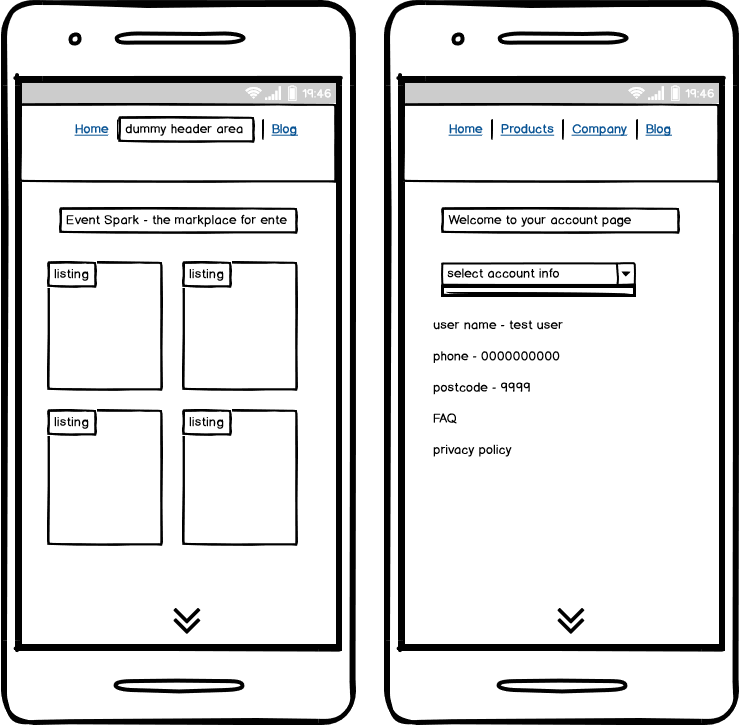 19:46
Home dummy header area Blog
Event Spark - the markplace for ente
listing listing
listing listing
19:46
Home Products Company Blog
Welcome to your account page
select account info
user name - test user
phone - 0000000000
postcode - 9999
FAQ
privacy policy